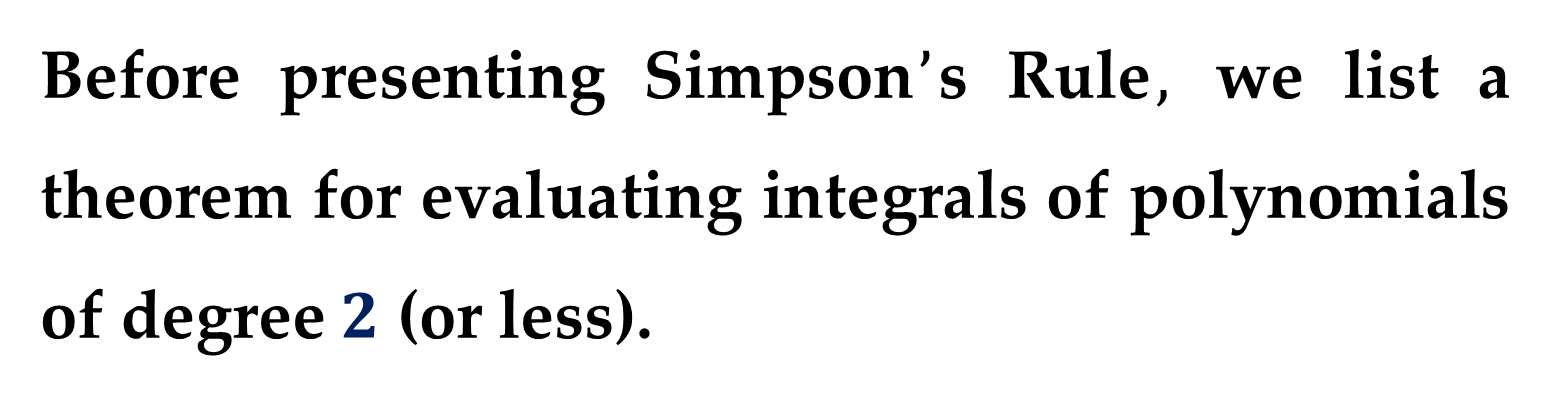 Before presenting Simpson's Rule, we list a
theorem for evaluating integrals of polynomials
of degree 2 (or less).